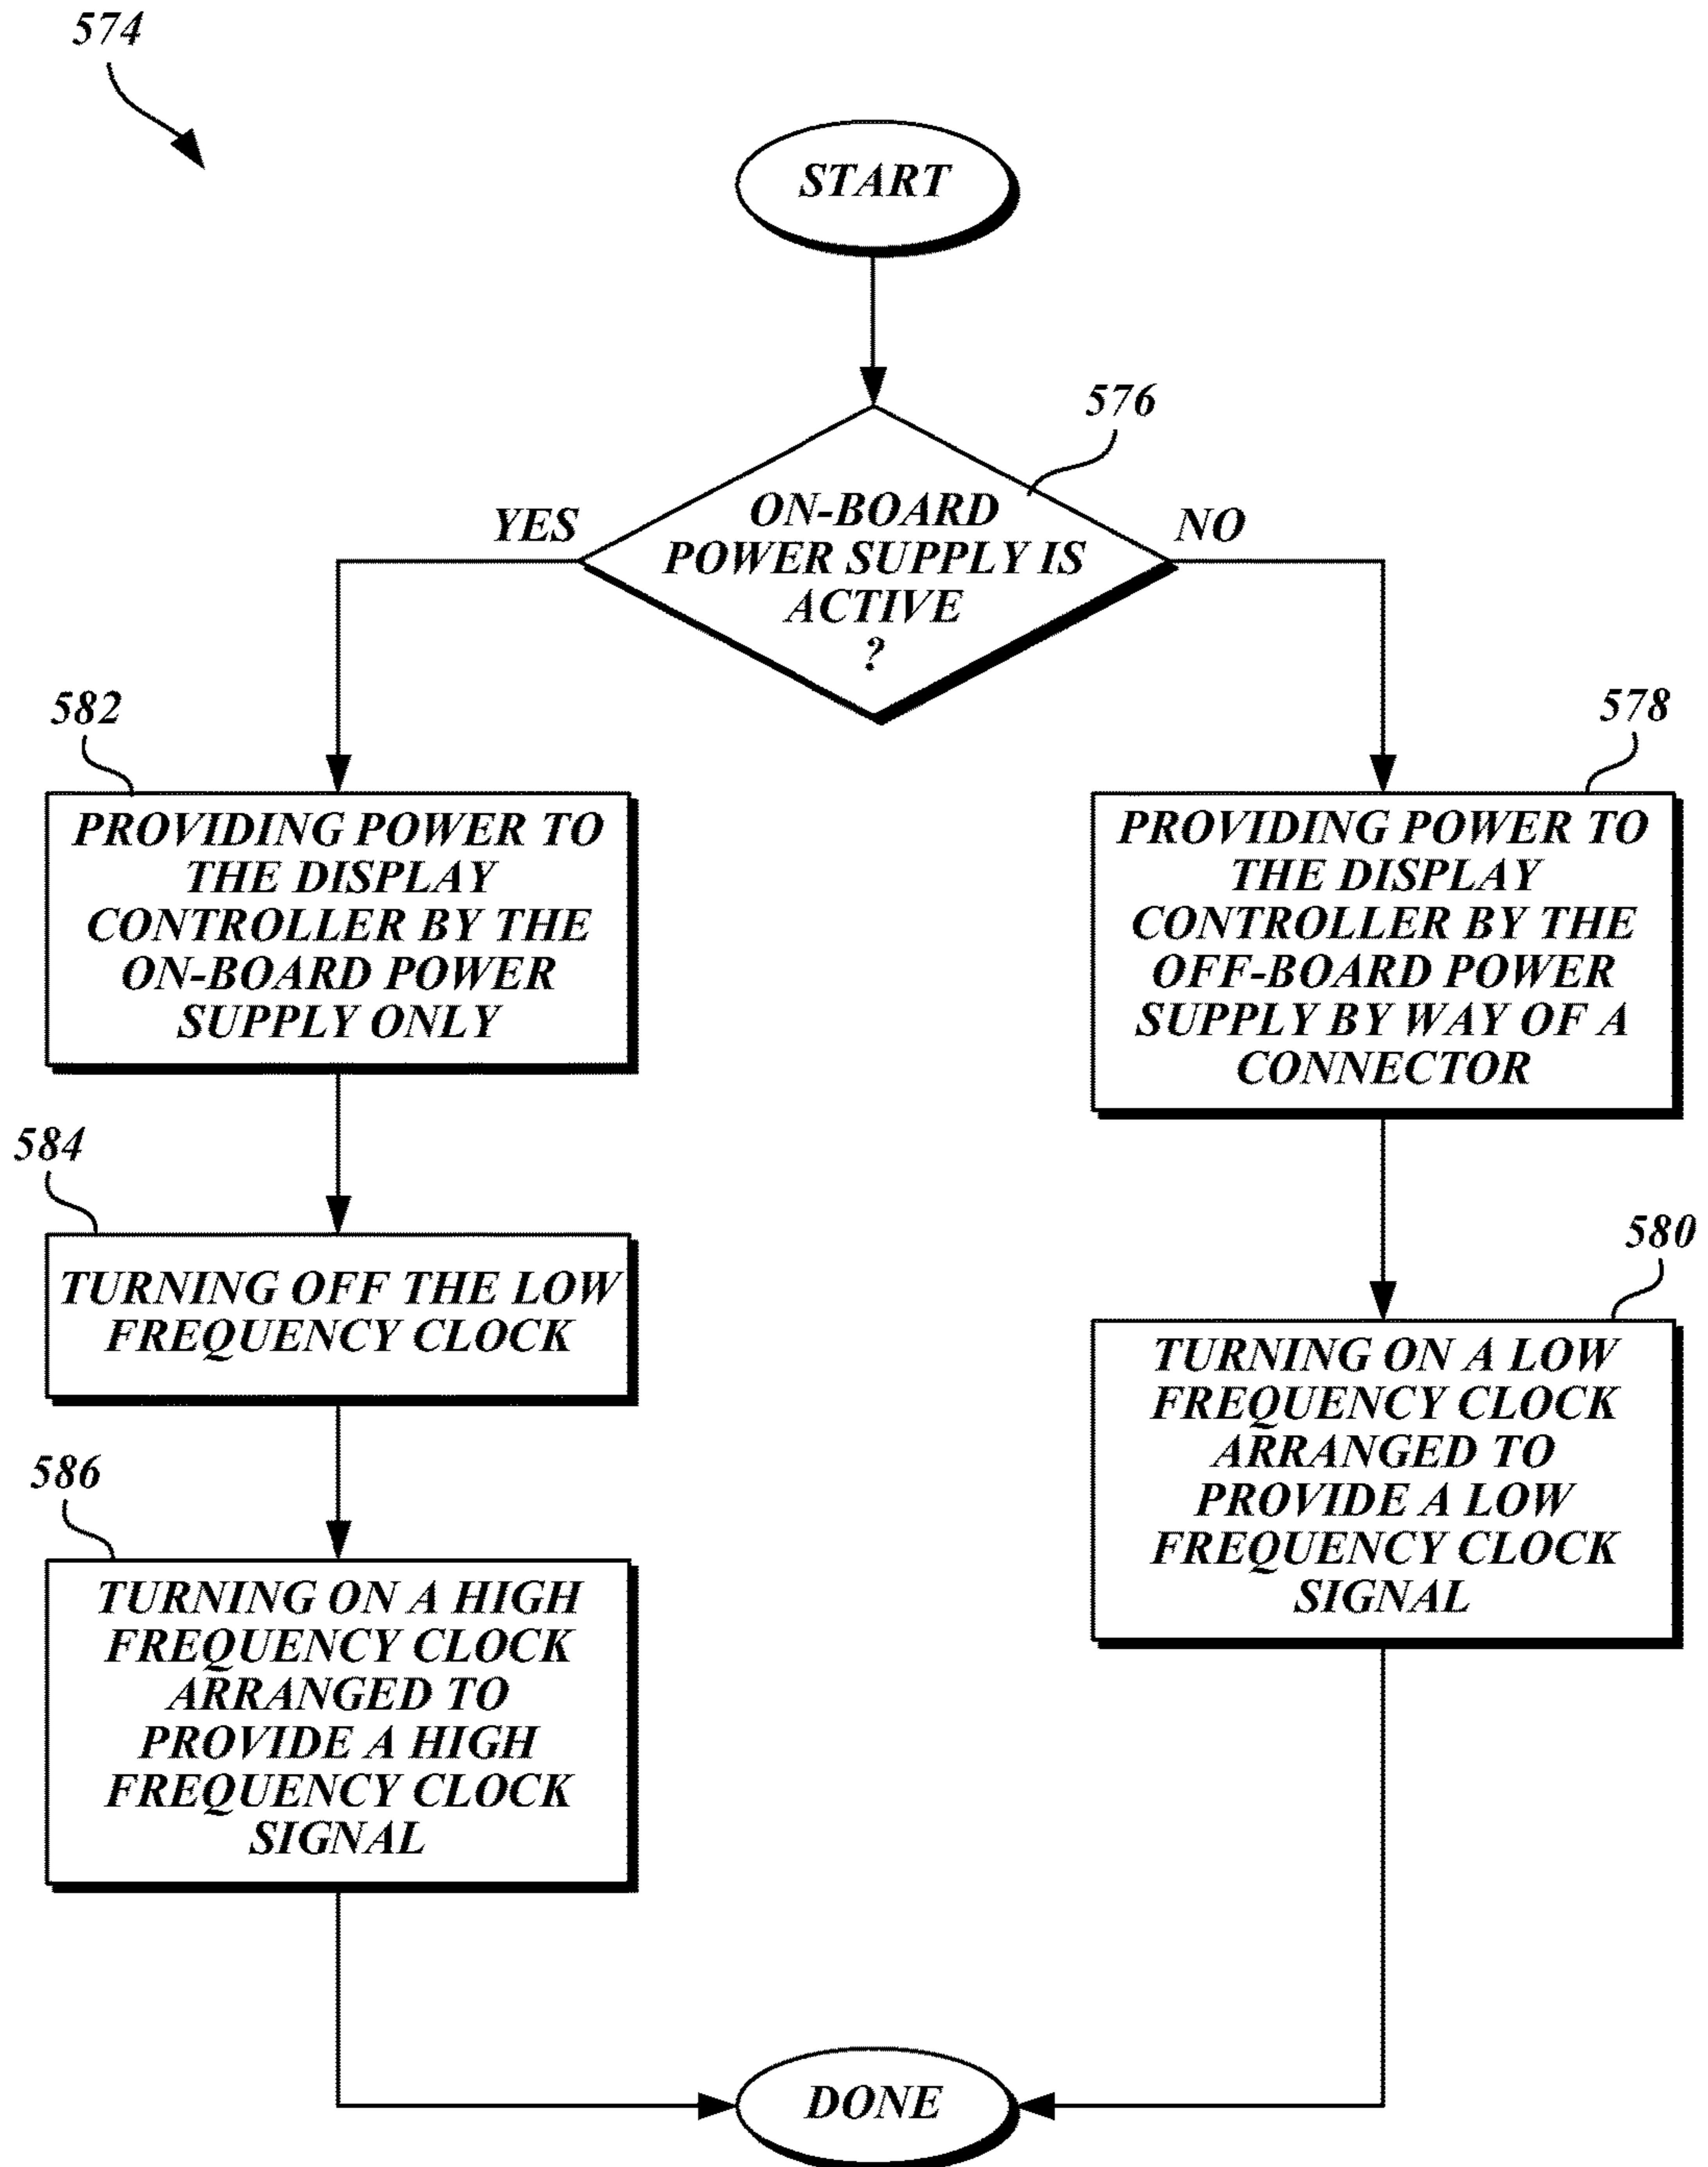 574
START
576
ON-BOARD
POWER SUPPLY IS
ACTIVE
?
YES
NO
582
PROVIDING POWER TO
THE DISPLAY
CONTROLLER BY THE
ON-BOARD POWER
SUPPLY ONLY
578
PROVIDING POWER TO
THE DISPLAY
CONTROLLER BY THE
OFF-BOARD POWER
SUPPLY BY WAY OF A
CONNECTOR
584
TURNING OFF THE LOW
FREQUENCY CLOCK
580
TURNING ON A LOW
FREQUENCY CLOCK
ARRANGED TO
PROVIDE A LOW
FREQUENCY CLOCK
SIGNAL
586
TURNING ON A HIGH
FREQUENCY CLOCK
ARRANGED TO
PROVIDE A HIGH
FREQUENCY CLOCK
SIGNAL
DONE